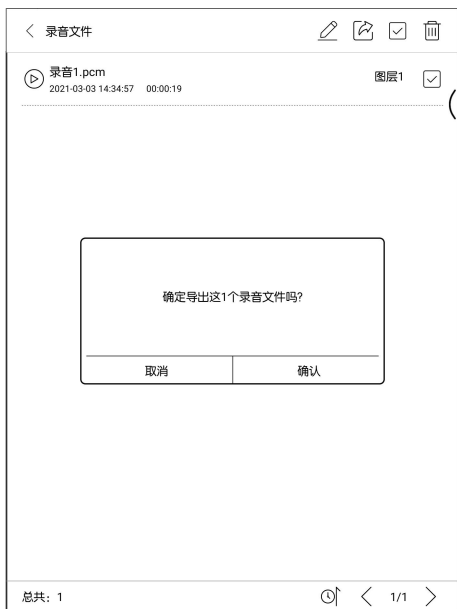 录音文件
录音1.pcm
图层1
2021-03-03 14:34:57 00:00:19
确定导出这1个录音文件吗?
取消 确认
总共: 1
1/1